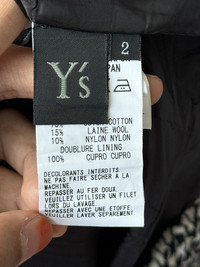 2
Y's
PAN
COTTON
15% LAINE WOOL
10% NYLON NYLON
DOUBLURE LINING
100% CUPRO CUPRO
DECOLORANTS INTERDITS.
NE PAS FAIRE SECHER A LA
MACHINE.
REPASSER AU FER DOUX.
VEUILLEZ UTILISER UN FILET
LORS DU LAVAGE.
REPASSER AVEC UNE ETOFFE.
VEUILLER LAVER SEPAREMENT.